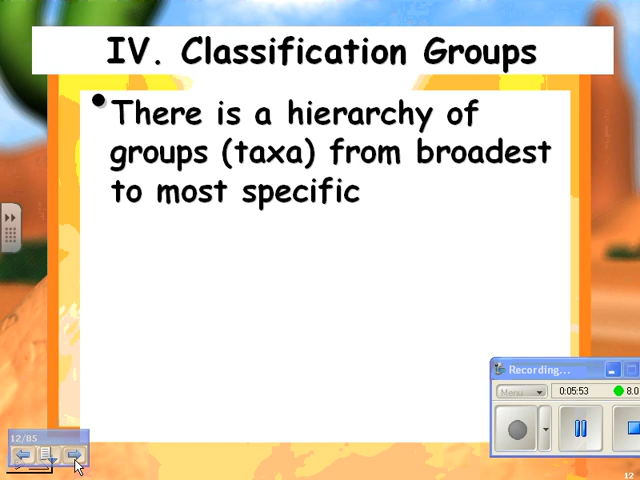 IV. Classification Groups
•There is a hierarchy of
groups (taxa) from broadest
to most specific
Recording...
Menu
0:05:53
8.0
12/85
12